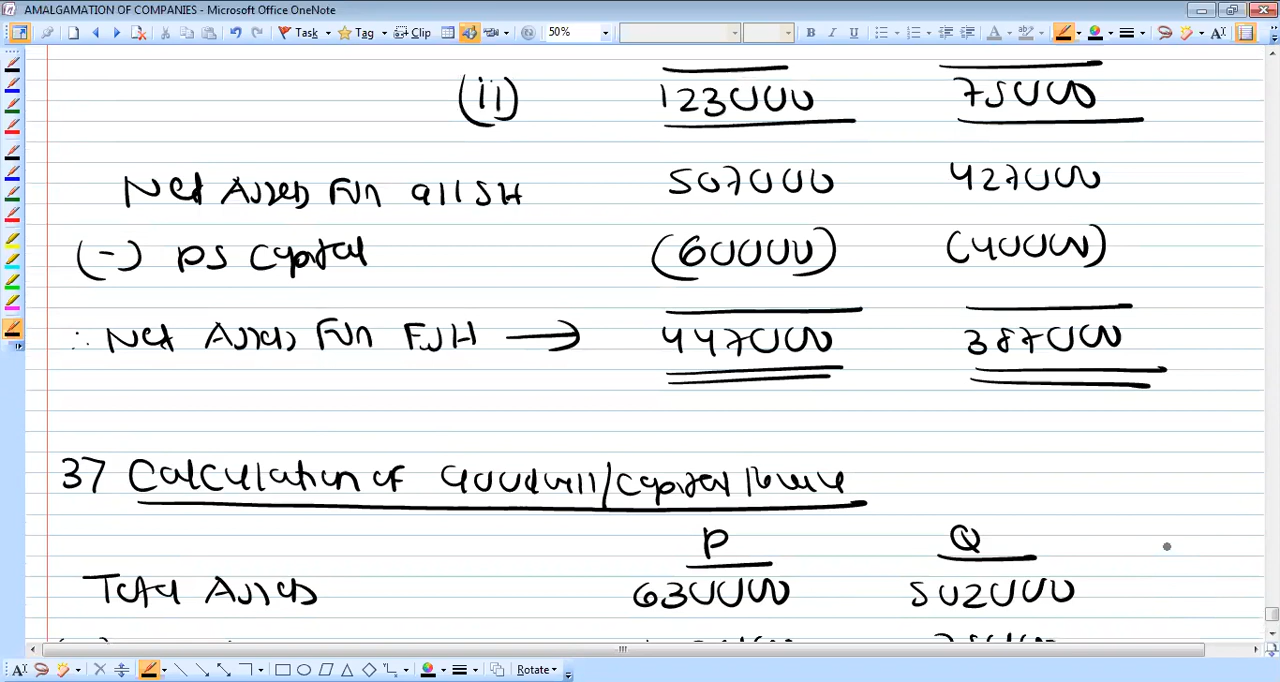 AMALGAMATION OF COMPANIES - Microsoft Office OneNote
Task Tag Clip 50% B I U
(ii) 123000 75000
Net Assets For all SH 507000 427000
(-) PS Capital (60000) (40000)
∴ Net Assets For ESH → 447000 387000
37 Calculation of Goodwill/Capital
P Q
Total Assets 630000 502000
Rotate